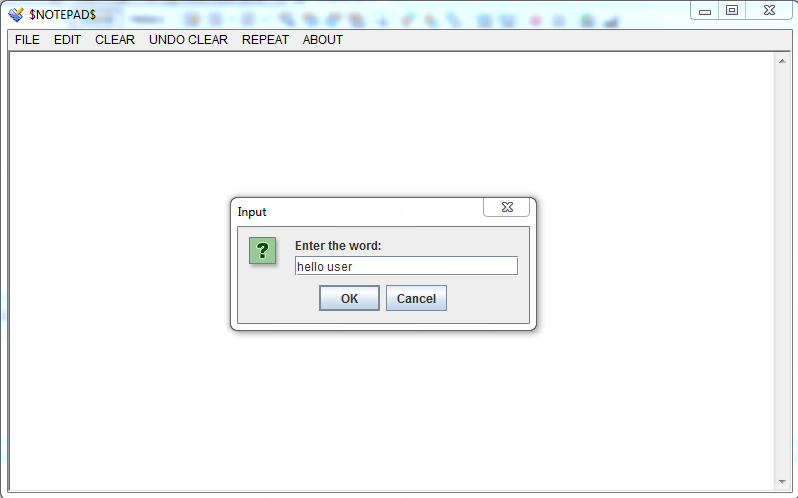 $NOTEPAD$
FILE EDIT CLEAR UNDO CLEAR REPEAT ABOUT
Input
?
Enter the word:
hello user
OK Cancel